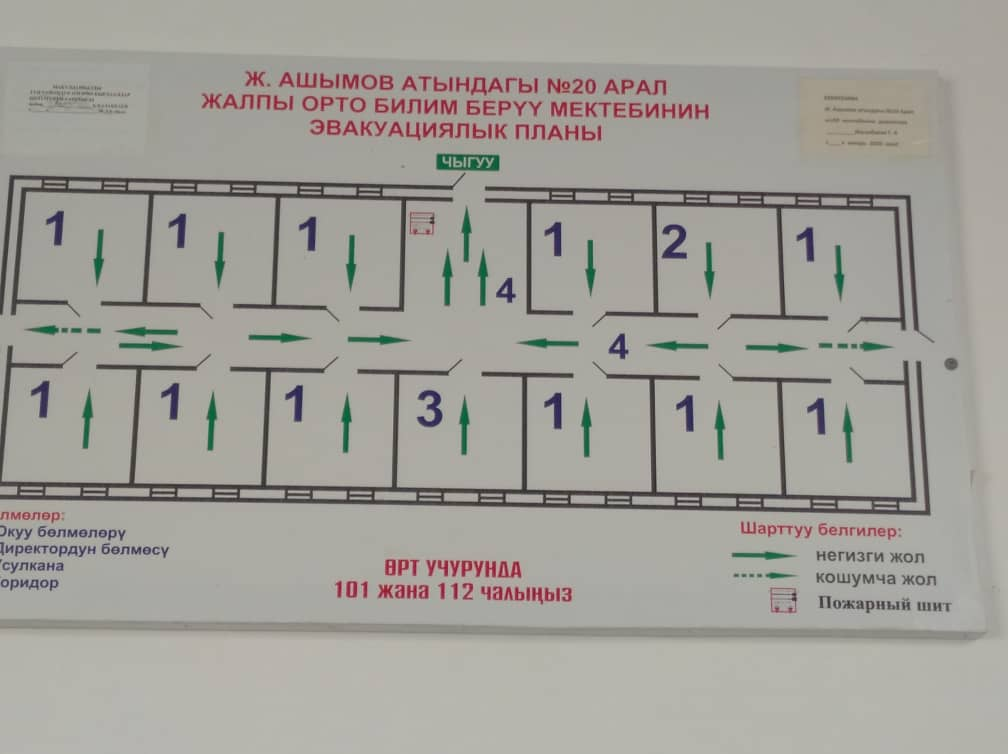 Ж. АШЫМОВ АТЫНДАГЫ №20 АРАЛ
ЖАЛПЫ ОРТО БИЛИМ БЕРҮҮ МЕКТЕБИНИН
ЭВАКУАЦИЯЛЫК ПЛАНЫ
ЧЫГУУ
1 1 1 1 2 1
4
4
1 1 1 3 1 1 1
лмөлөр:
Окуу бөлмөлөрү
Директордун бөлмөсү
усулкана
оридор
ӨРТ УЧУРУНДА
101 жана 112 чалыңыз
Шарттуу белгилер:
негизги жол
кошумча жол
Пожарный шит